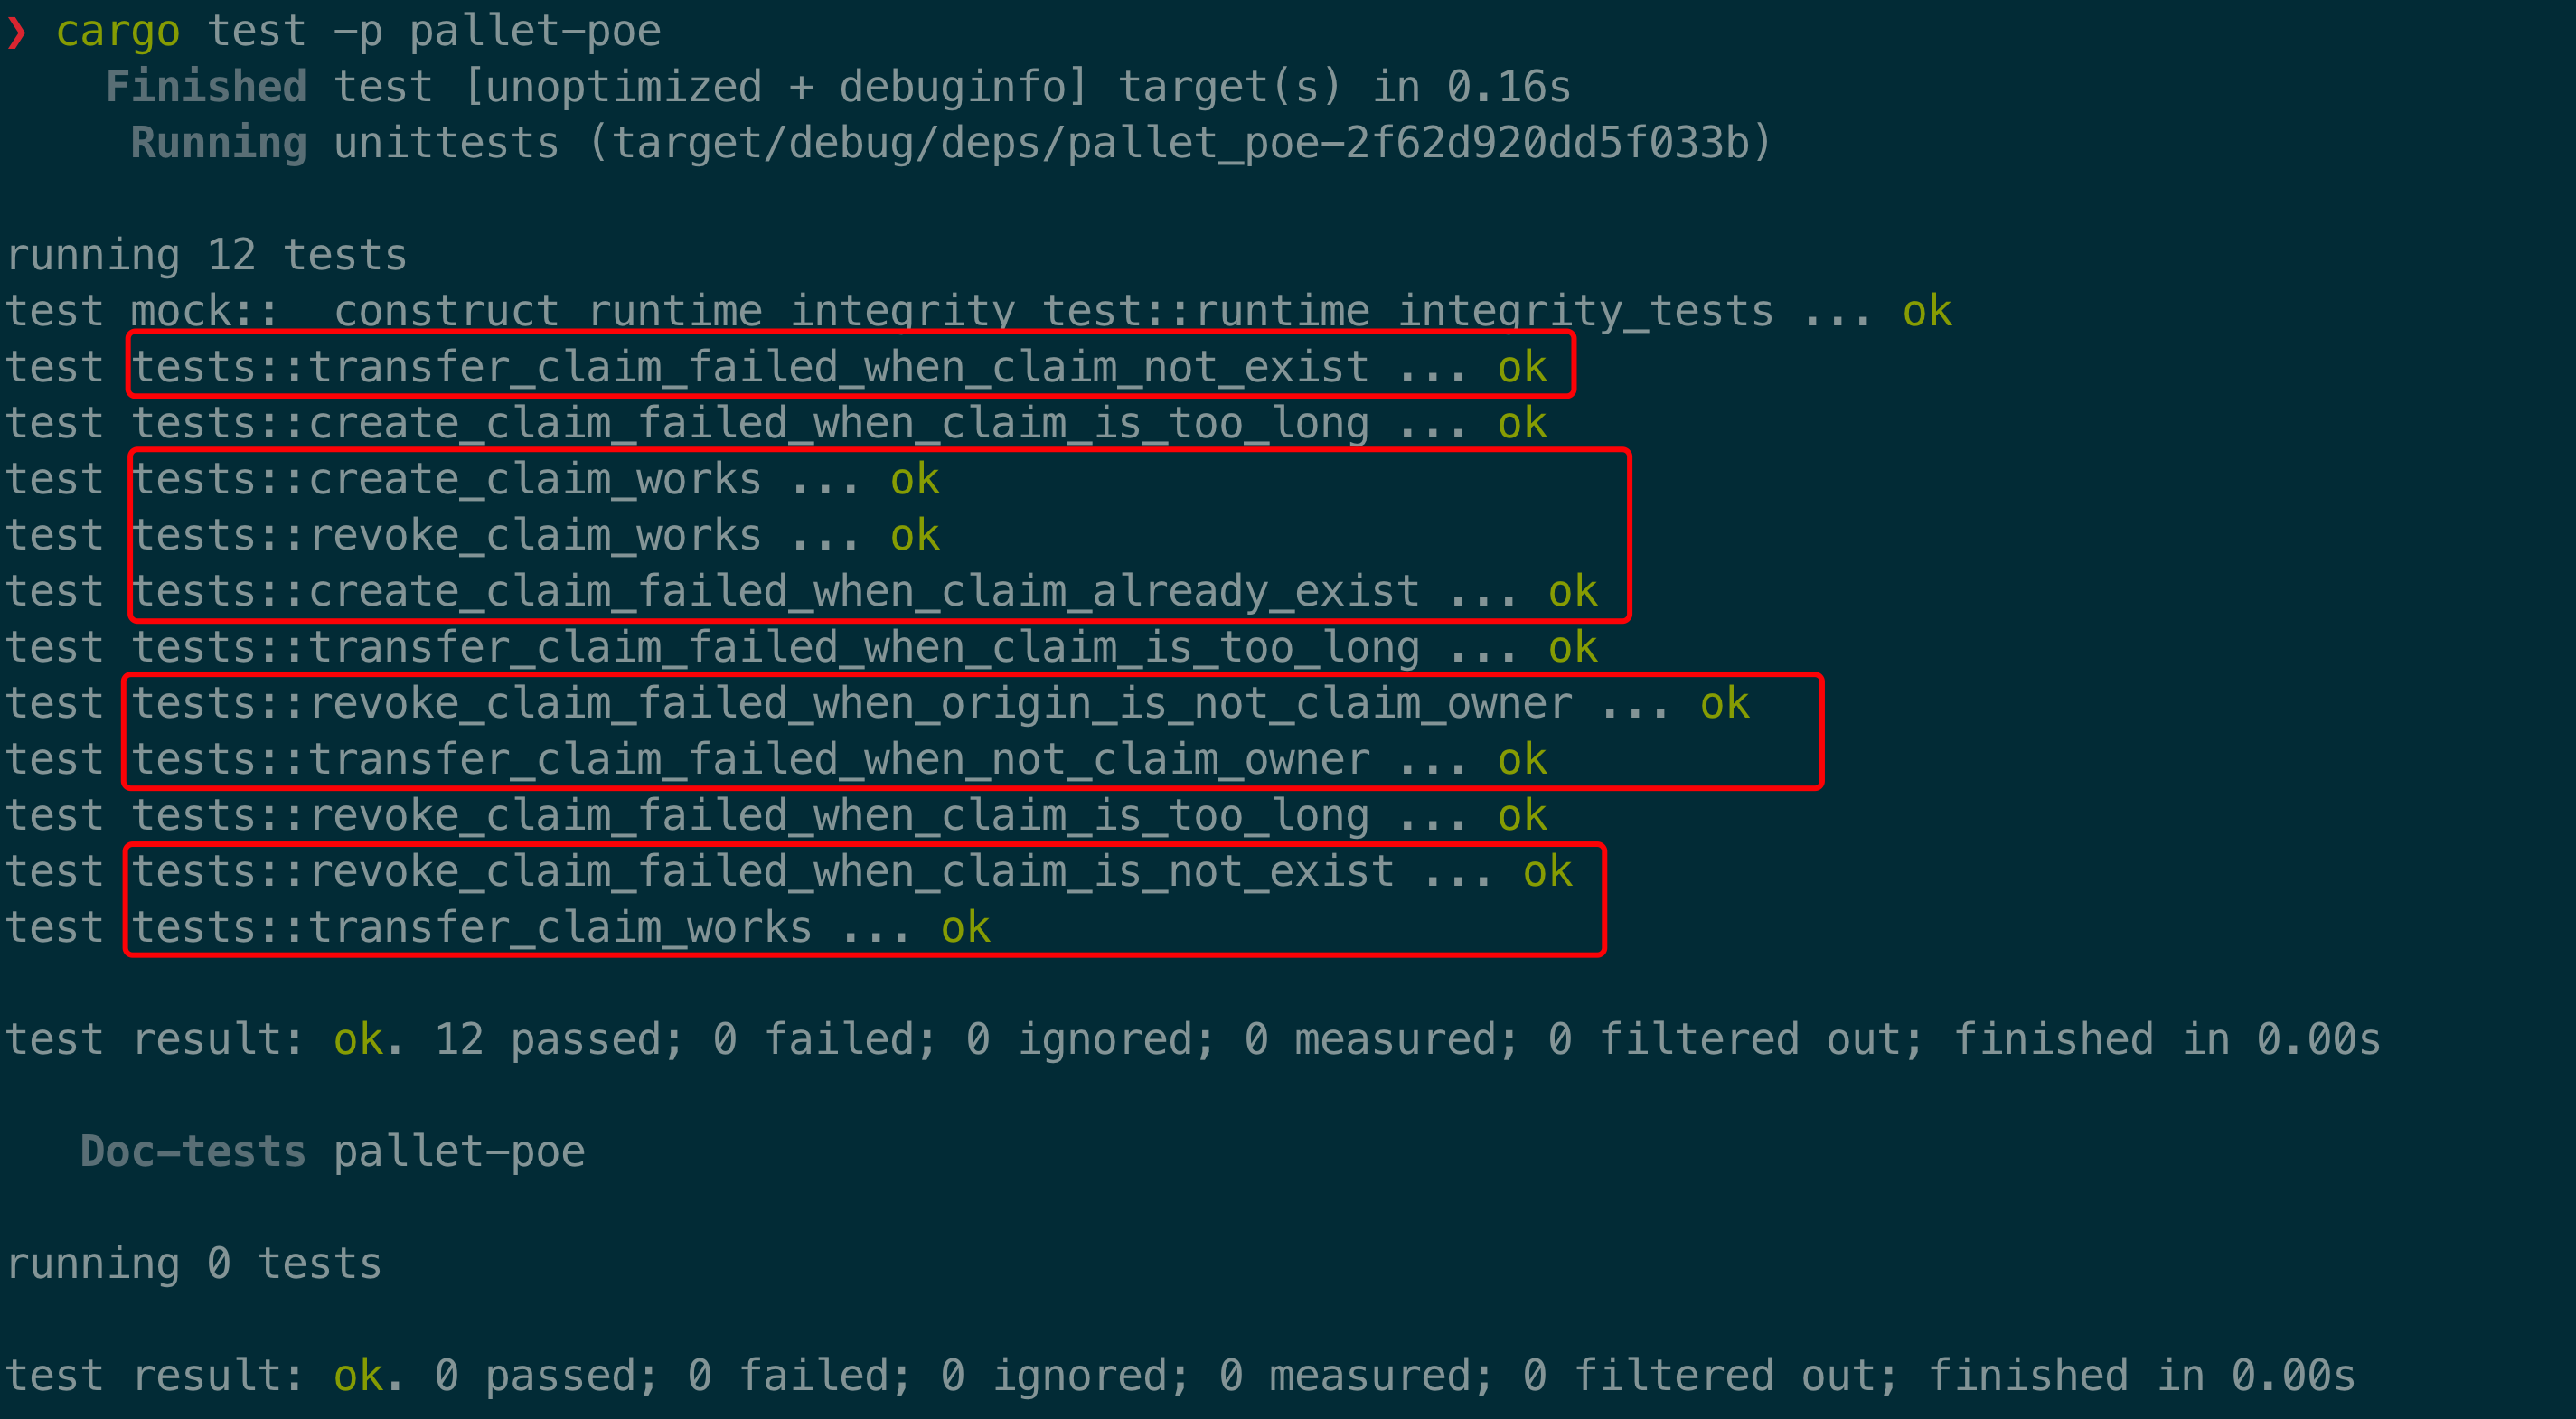 ❯ cargo test -p pallet-poe
Finished test [unoptimized + debuginfo] target(s) in 0.16s
Running unittests (target/debug/deps/pallet_poe-2f62d920dd5f033b)
running 12 tests
test mock::__construct_runtime_integrity_test::runtime_integrity_tests ... ok
test tests::transfer_claim_failed_when_claim_not_exist ... ok
test tests::create_claim_failed_when_claim_is_too_long ... ok
test tests::create_claim_works ... ok
test tests::revoke_claim_works ... ok
test tests::create_claim_failed_when_claim_already_exist ... ok
test tests::transfer_claim_failed_when_claim_is_too_long ... ok
test tests::revoke_claim_failed_when_origin_is_not_claim_owner ... ok
test tests::transfer_claim_failed_when_not_claim_owner ... ok
test tests::revoke_claim_failed_when_claim_is_too_long ... ok
test tests::revoke_claim_failed_when_claim_is_not_exist ... ok
test tests::transfer_claim_works ... ok
test result: ok. 12 passed; 0 failed; 0 ignored; 0 measured; 0 filtered out; finished in 0.00s
Doc-tests pallet-poe
running 0 tests
test result: ok. 0 passed; 0 failed; 0 ignored; 0 measured; 0 filtered out; finished in 0.00s